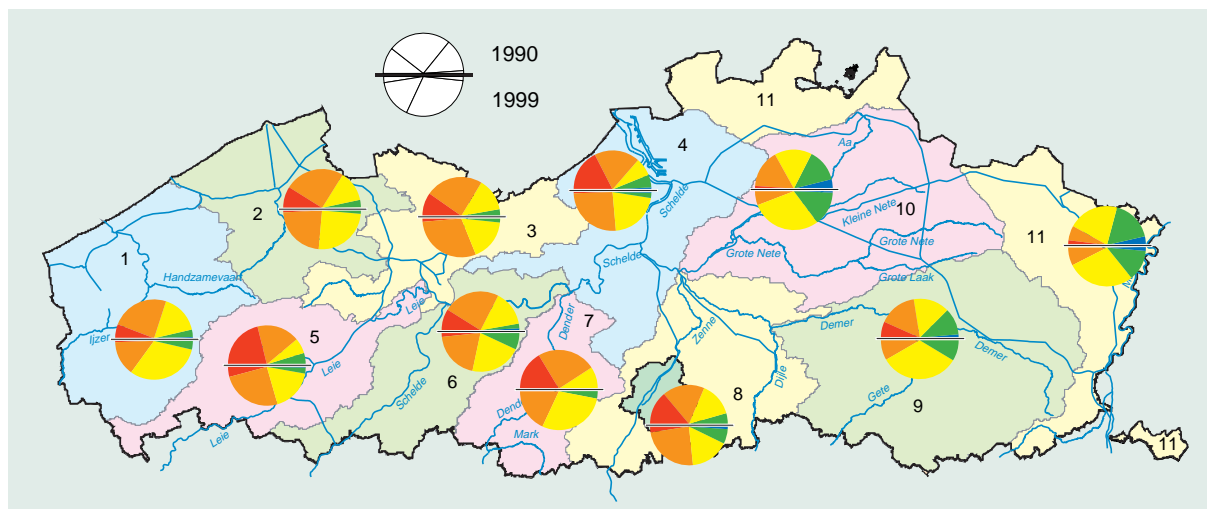 1990
1999
11
4
Aa
2
Schelde
Kleine Nete
10
3
Grote Nete
11
1
Grote Nete
Handzamevaart
Schelde
Grote Laak
Leie
Dender
7
5
Zenne
Demer
Ijzer
Demer
Leie
6
Dijle
Schelde
8
Gete
9
Mark
Leie
11